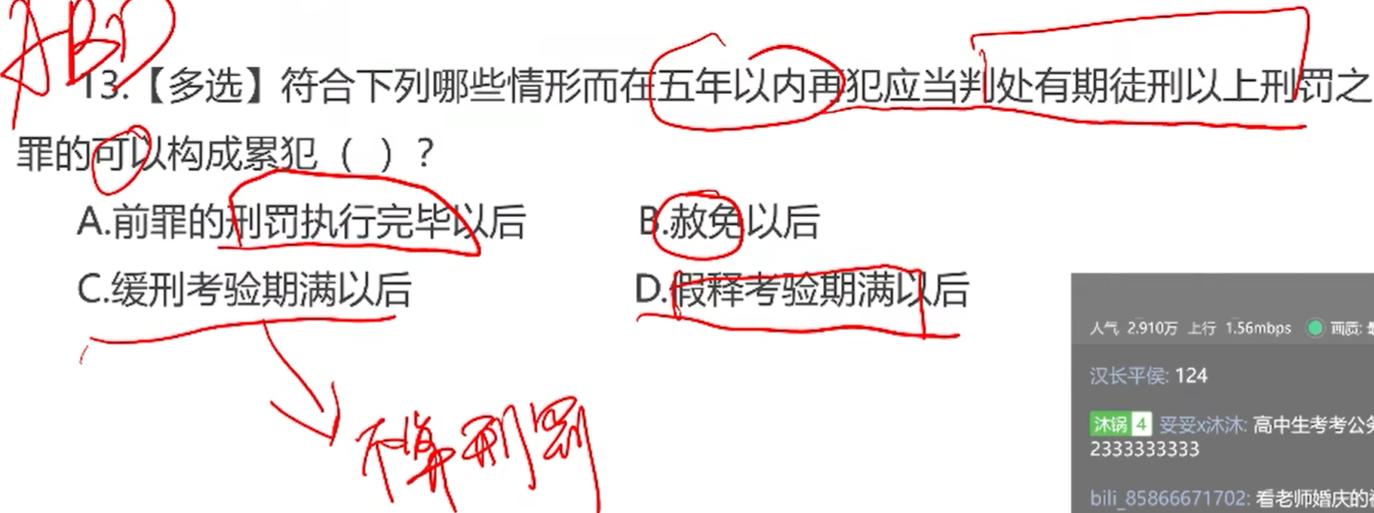 ABD
13.【多选】符合下列哪些情形而在五年以内再犯应当判处有期徒刑以上刑罚之
罪的可以构成累犯（ ）？
A.前罪的刑罚执行完毕以后 B.赦免以后
C.缓刑考验期满以后 D.假释考验期满以后
不算刑罚
人气 2.910万 上行 1.56mbps 画质:
汉长平侯: 124
沐锅 4 妥妥x沐沐: 高中生考考公务
2333333333
bili_85866671702: 看老师婚庆的